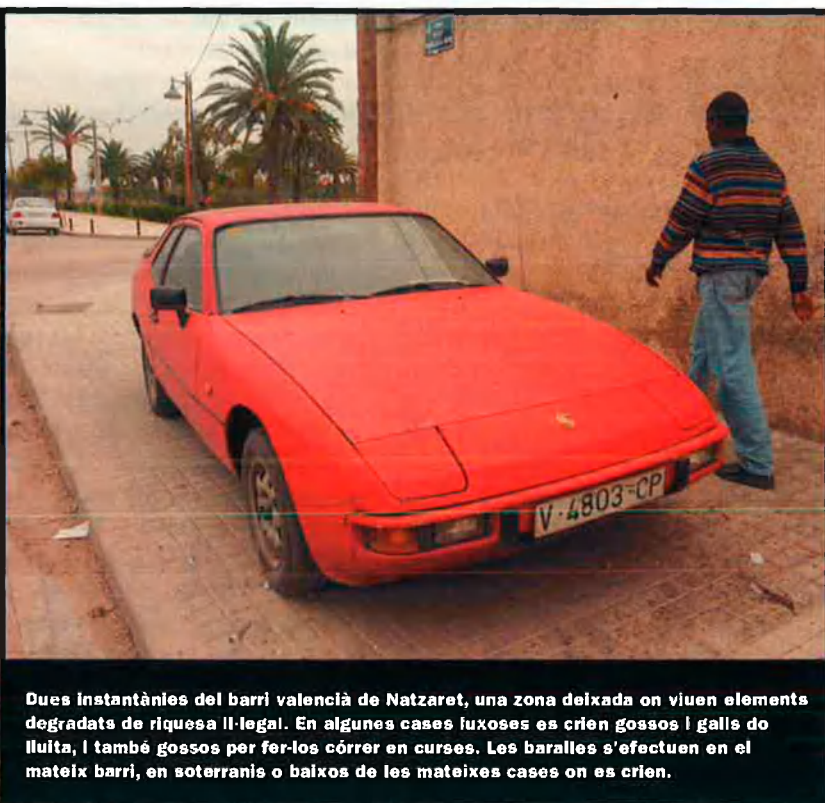 V-4803-CP
Dues instantànies del barri valencià de Natzaret, una zona deixada on viuen elements
degradats de riquesa il·legal. En algunes cases luxoses es crien gossos i galls do
lluita, i també gossos per fer-los córrer en curses. Les baralles s'efectuen en el
mateix barri, en soterranis o baixos de les mateixes cases on es crien.